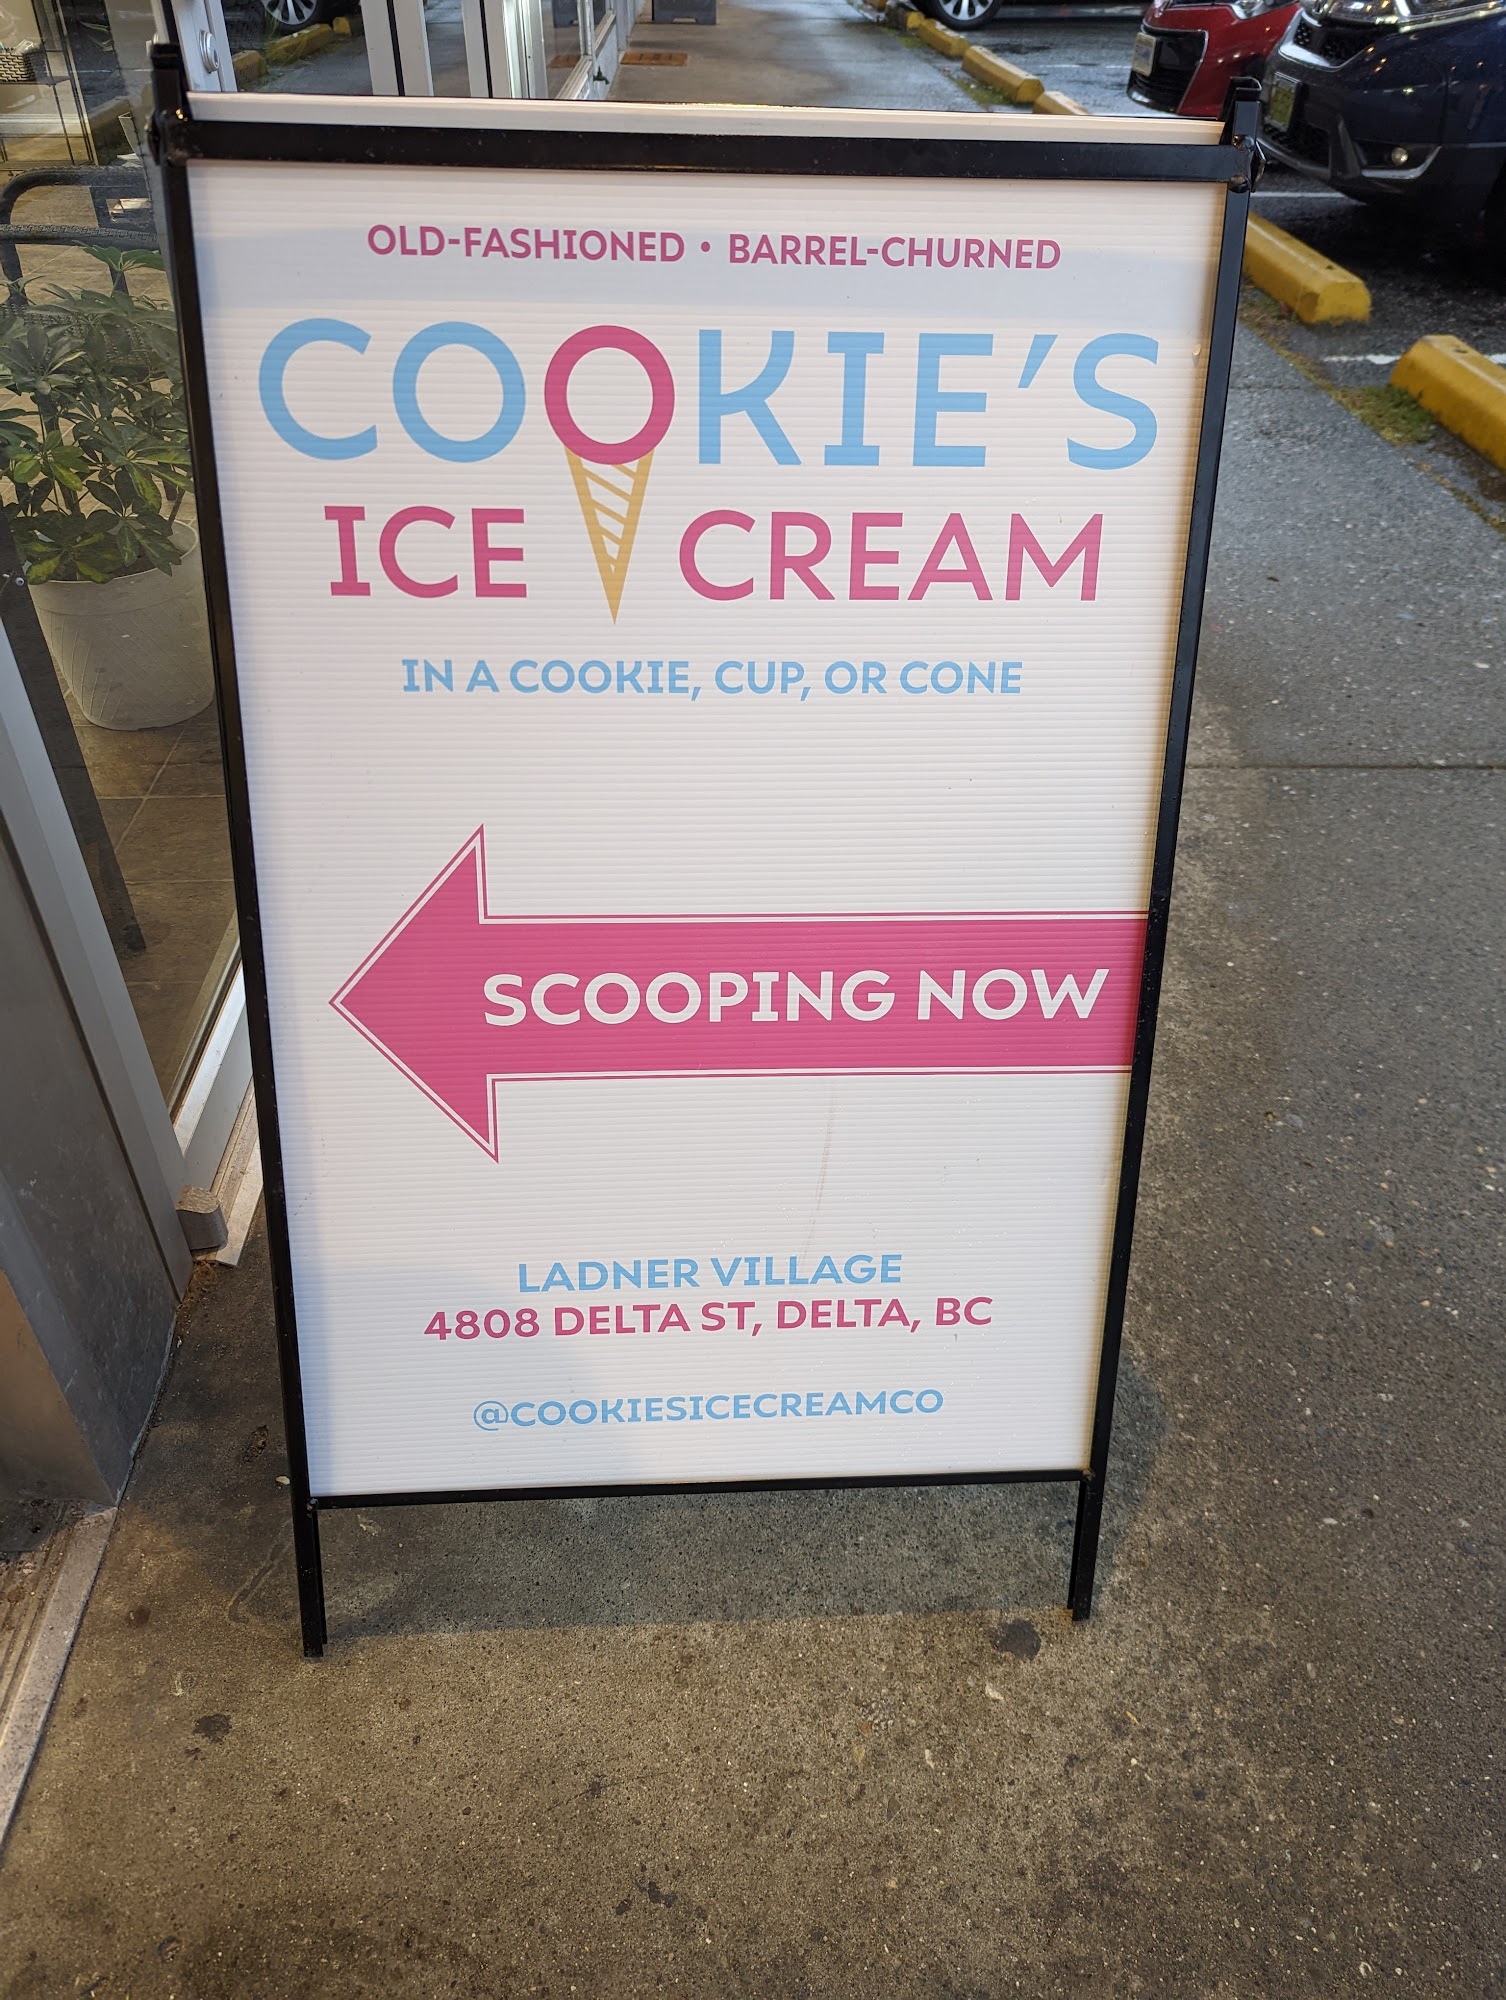 OLD-FASHIONED • BARREL-CHURNED
COOKIE'S
ICE CREAM
IN A COOKIE, CUP, OR CONE
SCOOPING NOW
LADNER VILLAGE
4808 DELTA ST, DELTA, BC
@COOKIESICECREAMCO